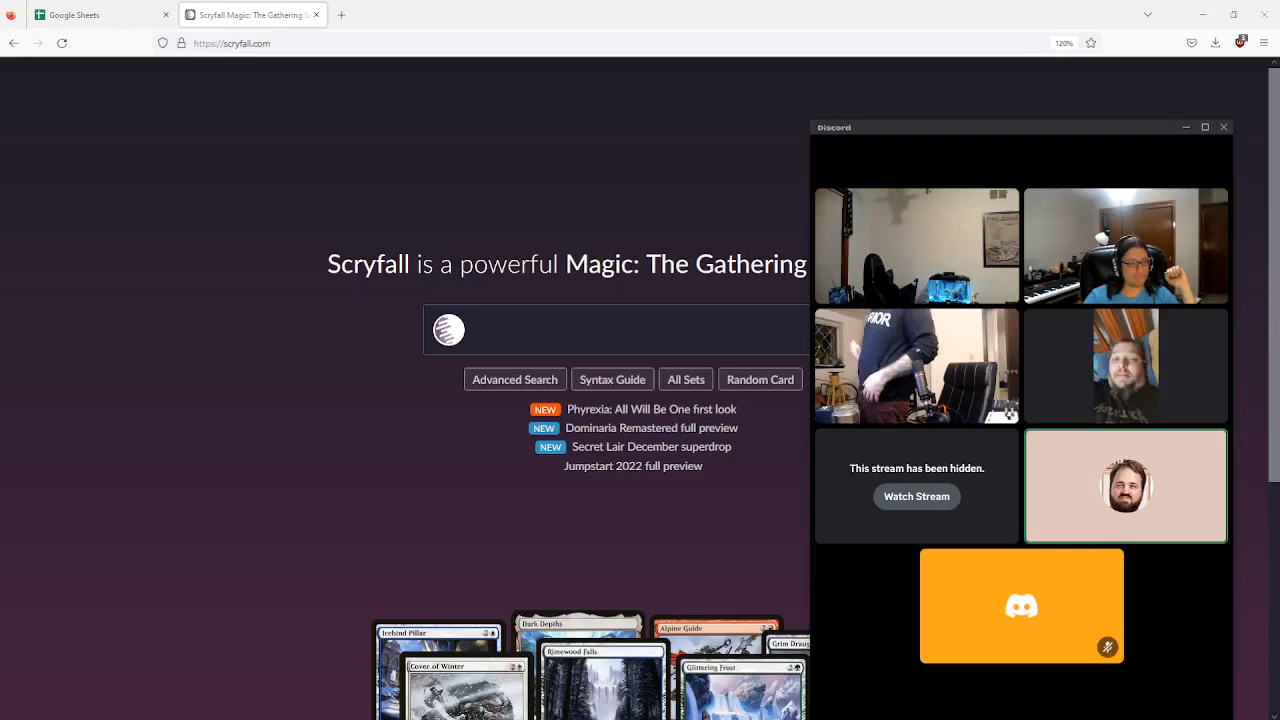 Google Sheets
Scryfall Magic: The Gathering Se
https://scryfall.com
120%
3
Discord
Scryfall is a powerful Magic: The Gathering
Advanced Search
Syntax Guide
All Sets
Random Card
NEW Phyrexia: All Will Be One first look
NEW Dominaria Remastered full preview
NEW Secret Lair December superdrop
Jumpstart 2022 full preview
This stream has been hidden.
Watch Stream
Icebind Pillar
Dark Depths
Alpine Guide
Grim Draug
Cover of Winter
Rimewood Falls
Glittering Frost